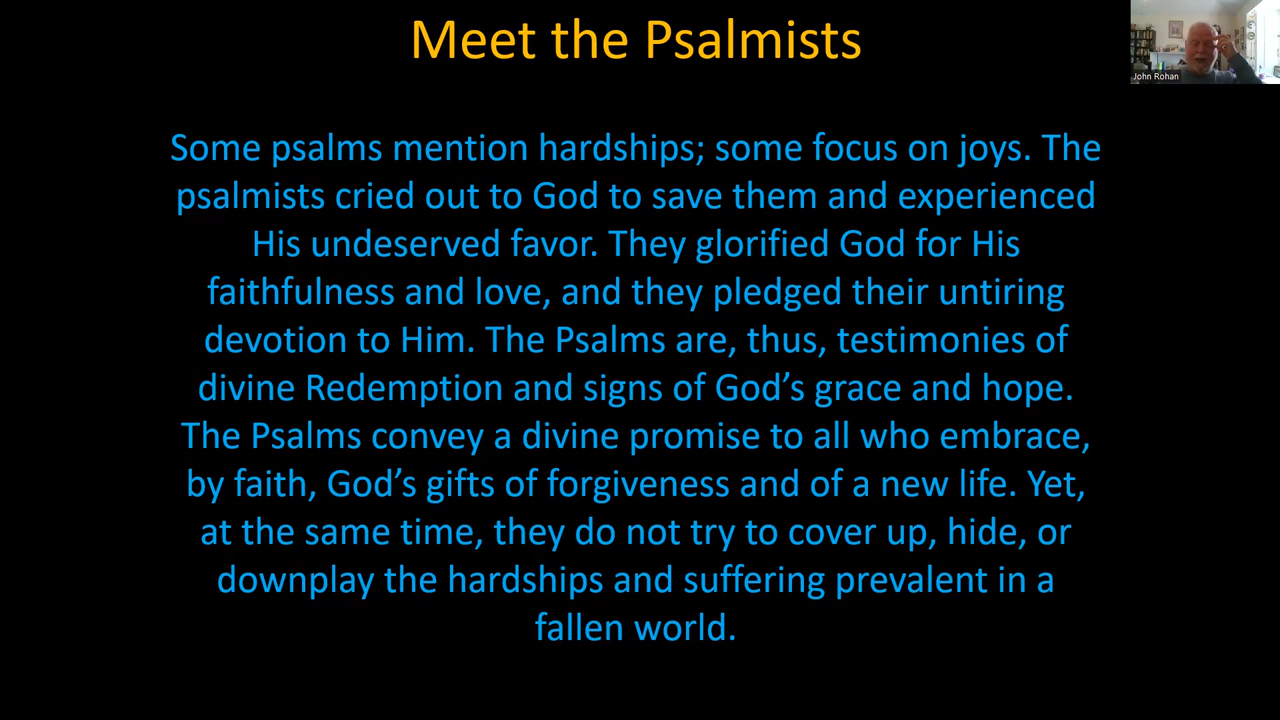 Meet the Psalmists
John Rohan
Some psalms mention hardships; some focus on joys. The
psalmists cried out to God to save them and experienced
His undeserved favor. They glorified God for His
faithfulness and love, and they pledged their untiring
devotion to Him. The Psalms are, thus, testimonies of
divine Redemption and signs of God’s grace and hope.
The Psalms convey a divine promise to all who embrace,
by faith, God’s gifts of forgiveness and of a new life. Yet,
at the same time, they do not try to cover up, hide, or
downplay the hardships and suffering prevalent in a
fallen world.